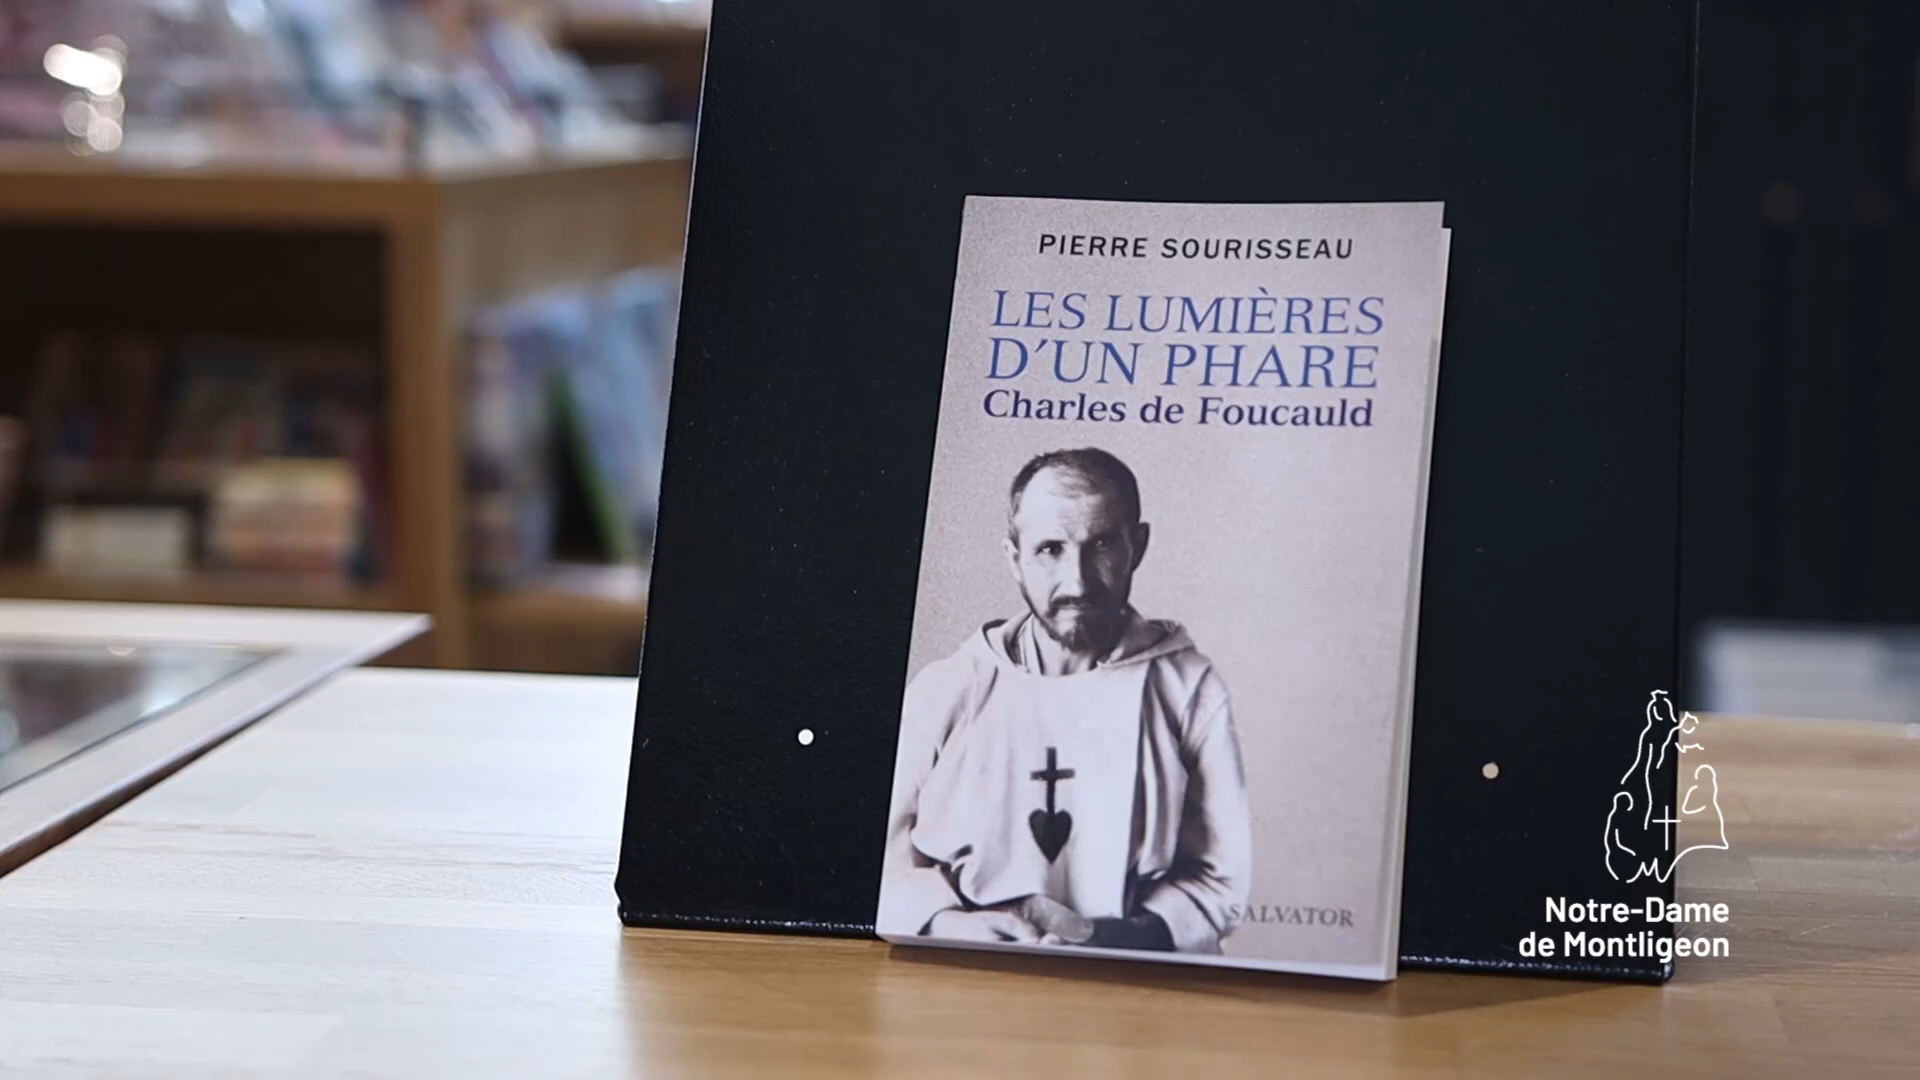 PIERRE SOURISSEAU
LES LUMIÈRES
D'UN PHARE
Charles de Foucauld
SALVATOR
Notre-Dame
de Montligeon